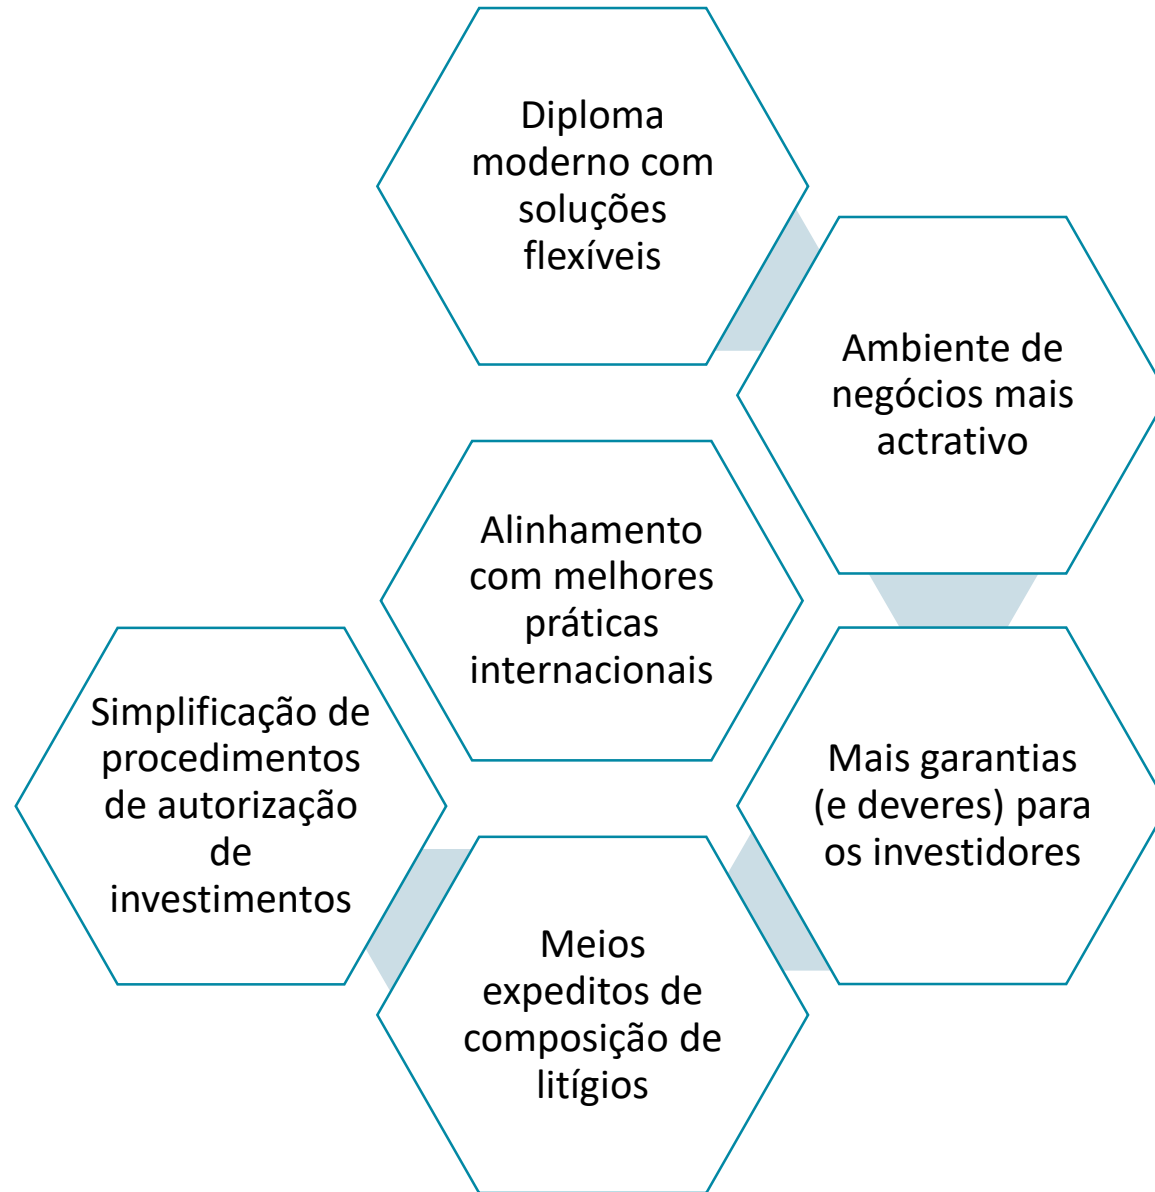 Diploma
moderno com
soluções
flexíveis
Ambiente de
negócios mais
actrativo
Alinhamento
com melhores
práticas
internacionais
Simplificação de
procedimentos
de autorização
de
investimentos
Mais garantias
(e deveres) para
os investidores
Meios
expeditos de
composição de
litígios